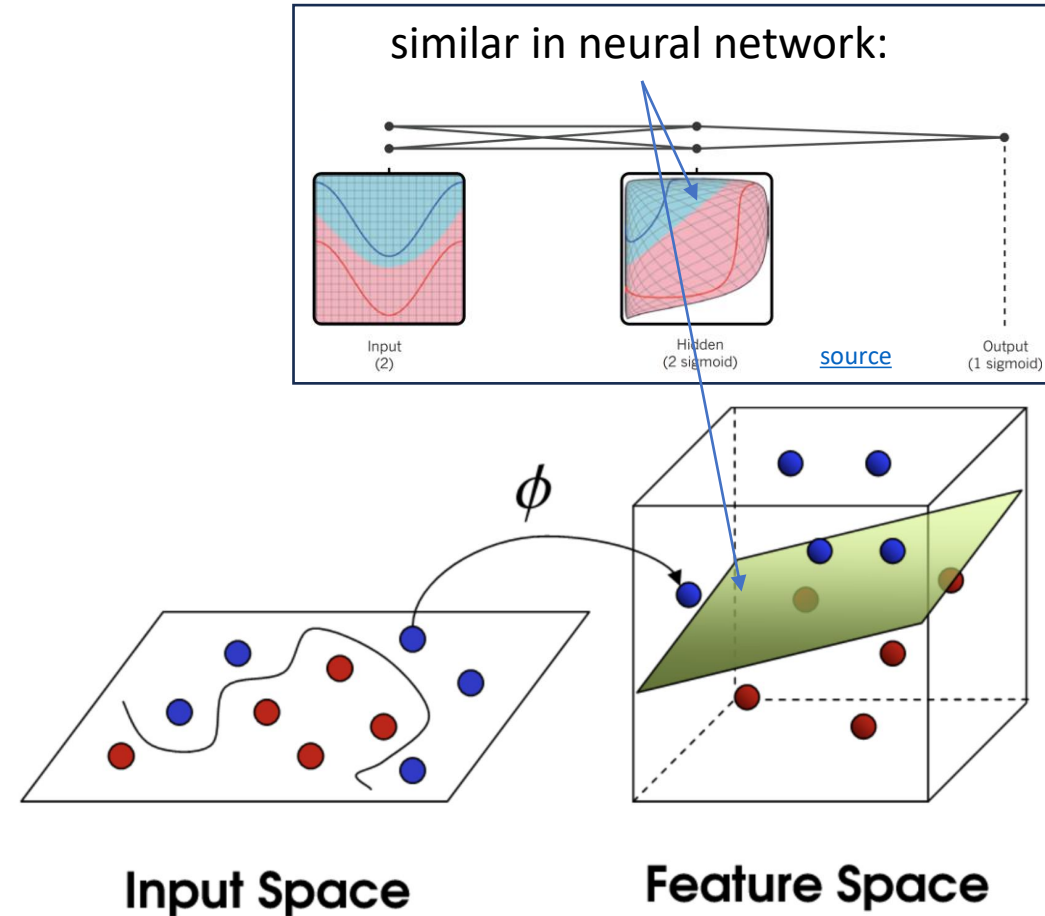 similar in neural network:
Input
(2)
Hidden
(2 sigmoid)
source
Output
(1 sigmoid)
ϕ
Input Space
Feature Space